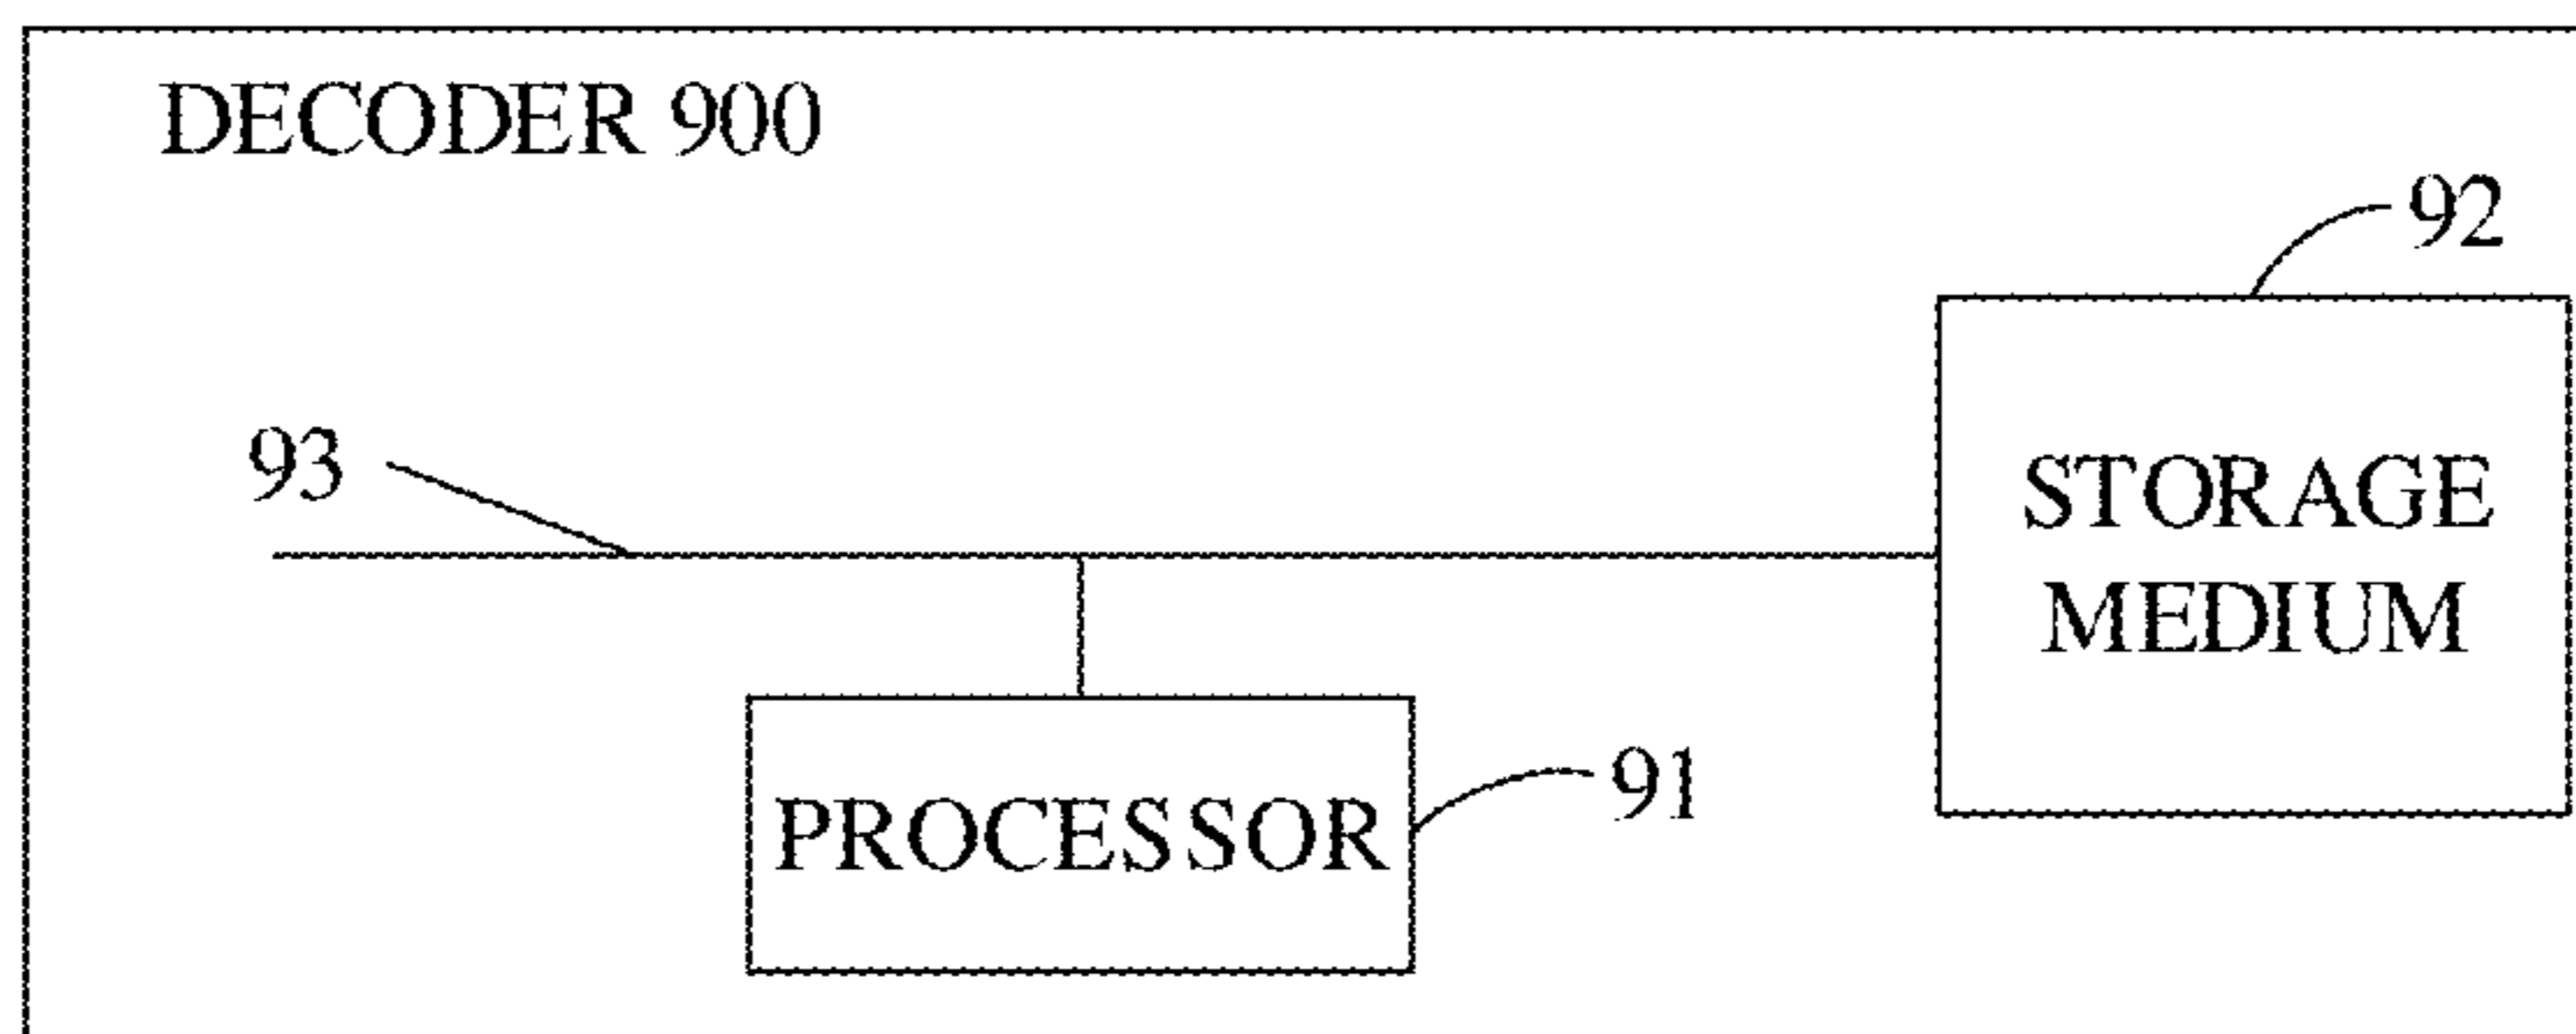 DECODER 900
92
93
STORAGE
MEDIUM
91
PROCESSOR